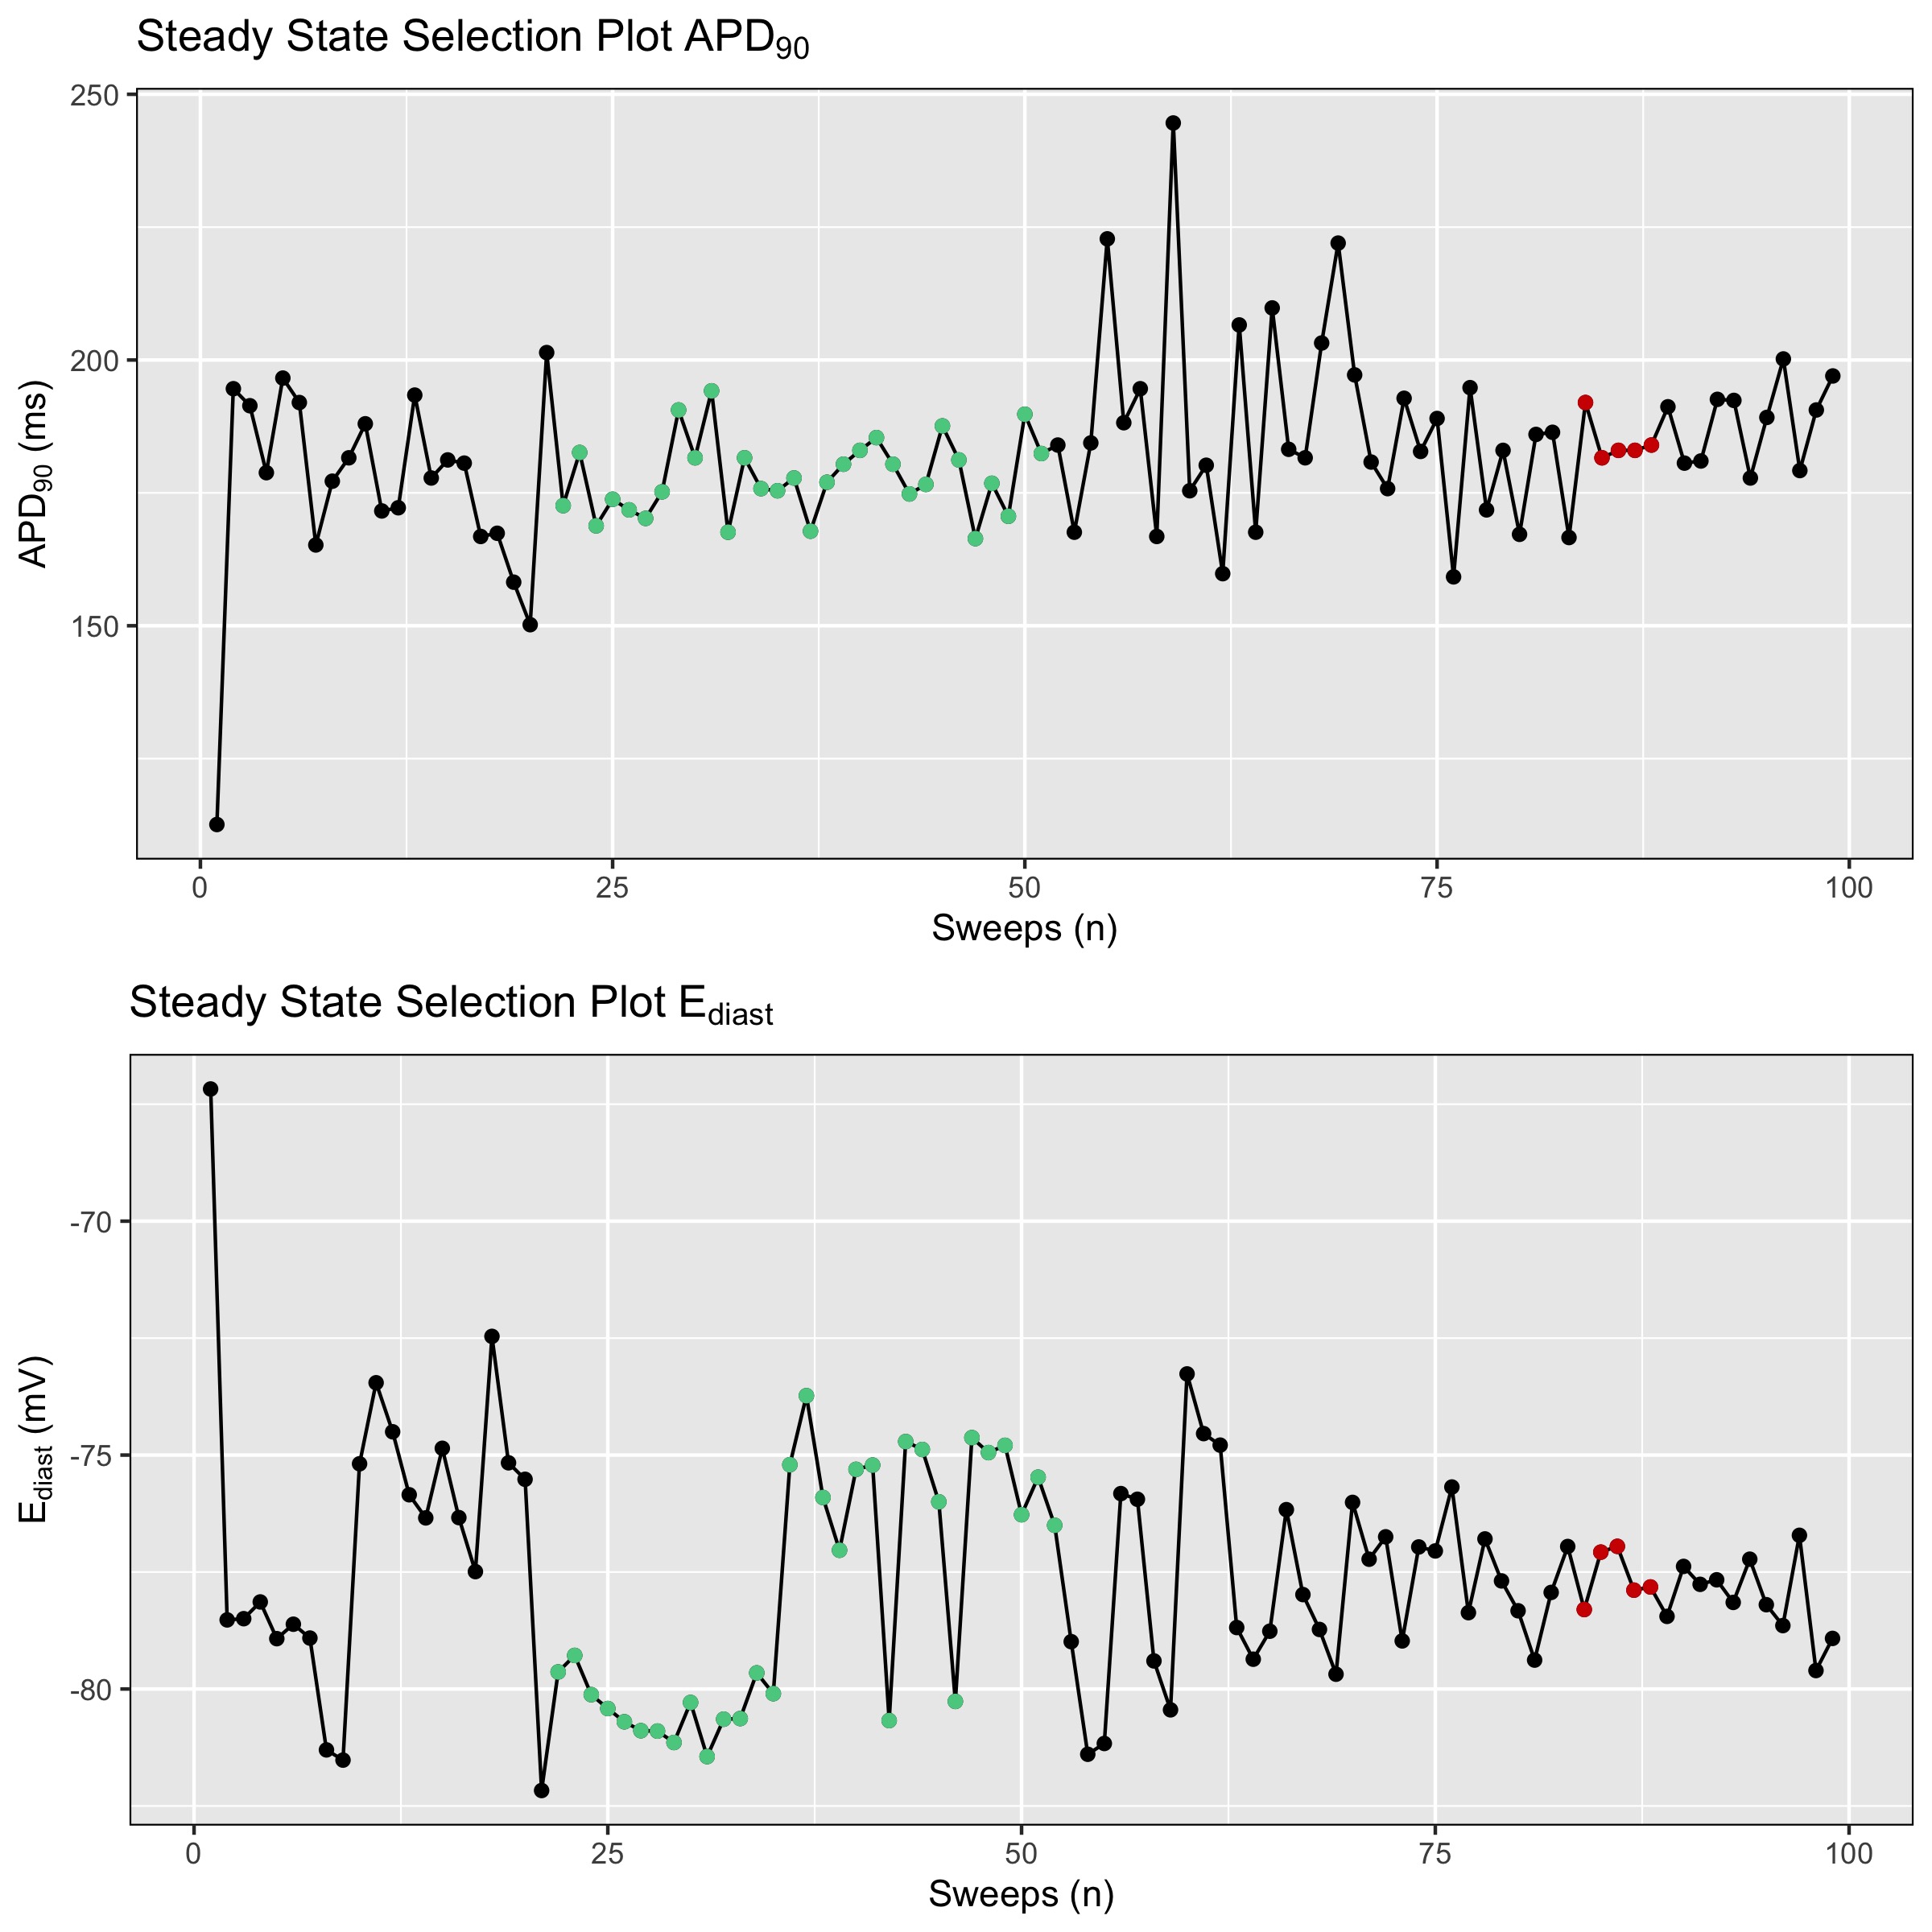 Steady State Selection Plot APD90
250
200
150
APD90 (ms)
0 25 50 75 100
Sweeps (n)
Steady State Selection Plot Ediast
-70
-75
-80
Ediast (mV)
0 25 50 75 100
Sweeps (n)